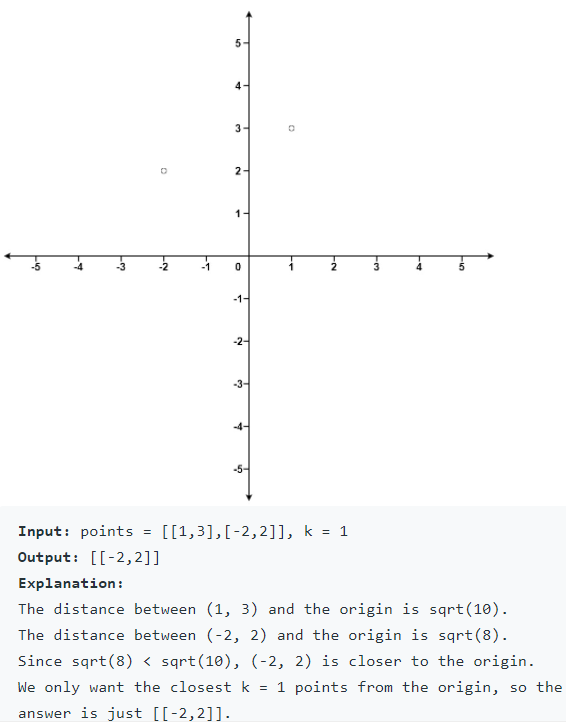 5
4
3
2
1
-5 -4 -3 -2 -1 0 1 2 3 4 5
-1
-2
-3
-4
-5
Input: points = [[1,3],[-2,2]], k = 1
Output: [[-2,2]]
Explanation:
The distance between (1, 3) and the origin is sqrt(10).
The distance between (-2, 2) and the origin is sqrt(8).
Since sqrt(8) < sqrt(10), (-2, 2) is closer to the origin.
We only want the closest k = 1 points from the origin, so the
answer is just [[-2,2]].